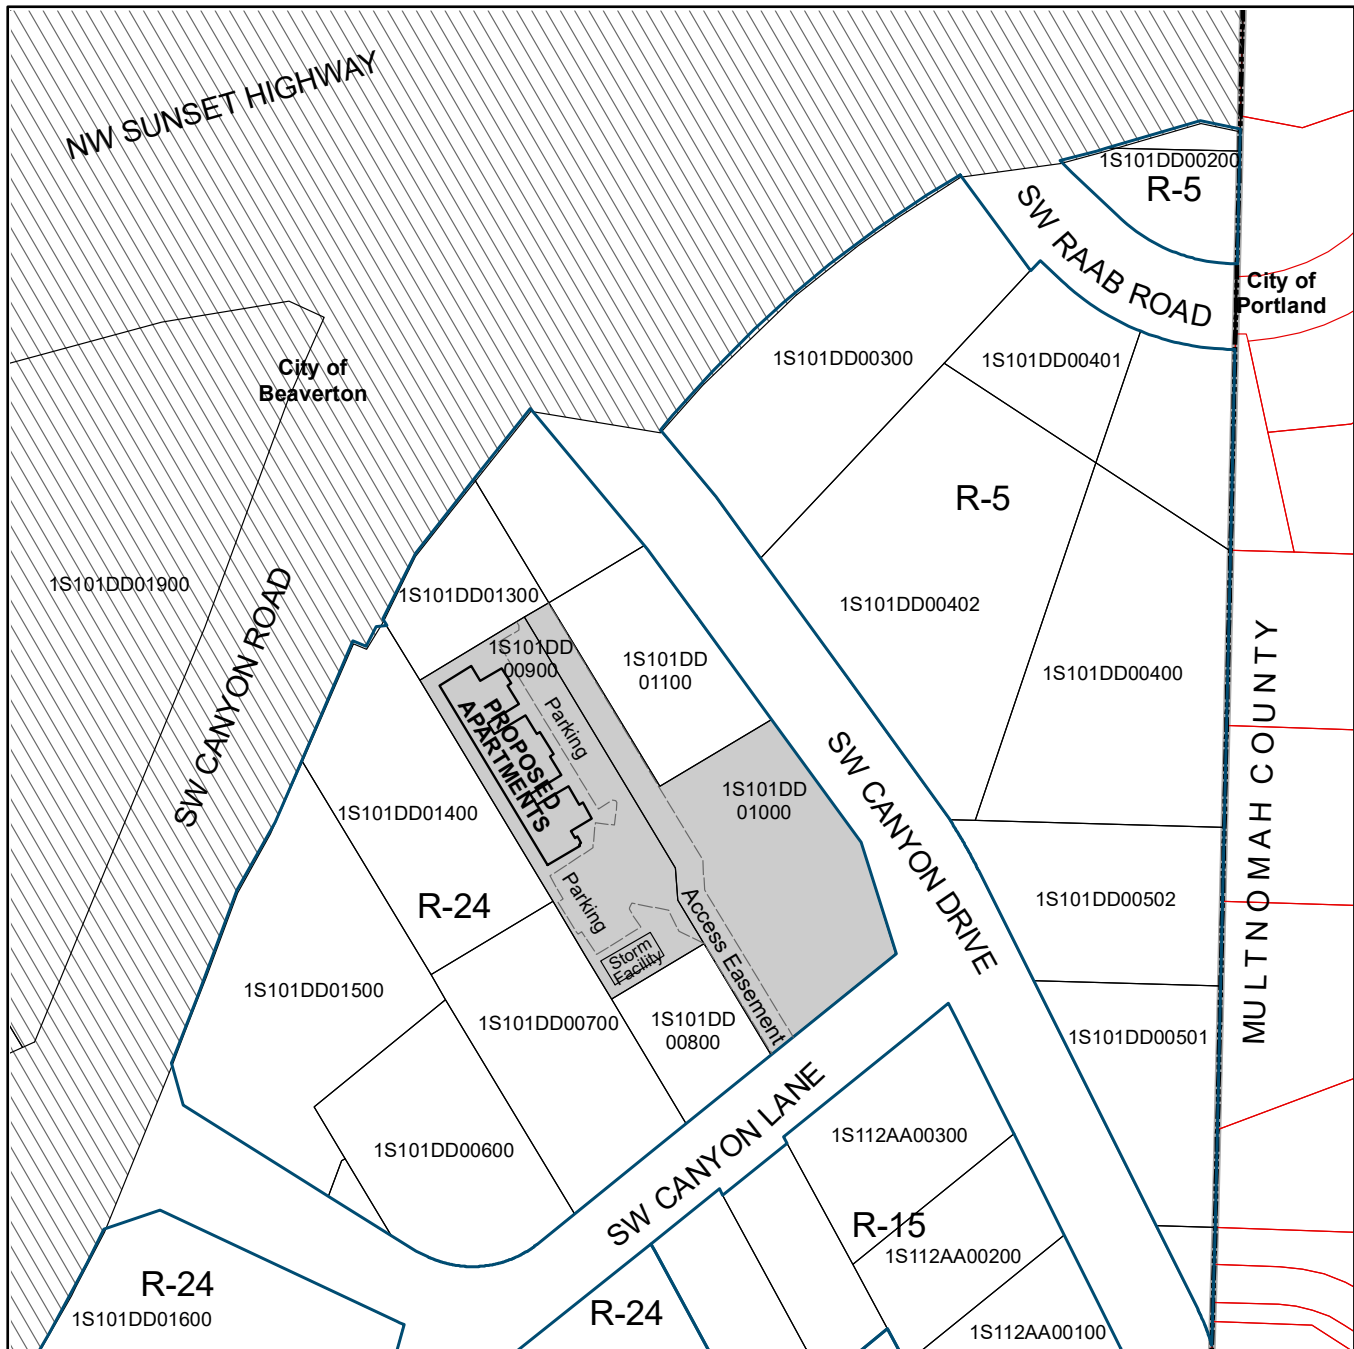 NW SUNSET HIGHWAY
1S101DD00200
R-5
SW RAAB ROAD
City of
Portland
1S101DD00300
1S101DD00401
City of
Beaverton
R-5
1S101DD01900
1S101DD01300
1S101DD00402
SW CANYON ROAD
1S101DD
00900
1S101DD
01100
1S101DD00400
MULTNOMAH COUNTY
PROPOSED
APARTMENTS
Parking
SW CANYON DRIVE
1S101DD
01000
1S101DD01400
R-24
Parking
Access Easement
1S101DD00502
Storm
Facility
1S101DD01500
1S101DD00700
1S101DD
00800
1S101DD00501
SW CANYON LANE
1S101DD00600
1S112AA00300
R-15
1S112AA00200
R-24
1S101DD01600
R-24
1S112AA00100